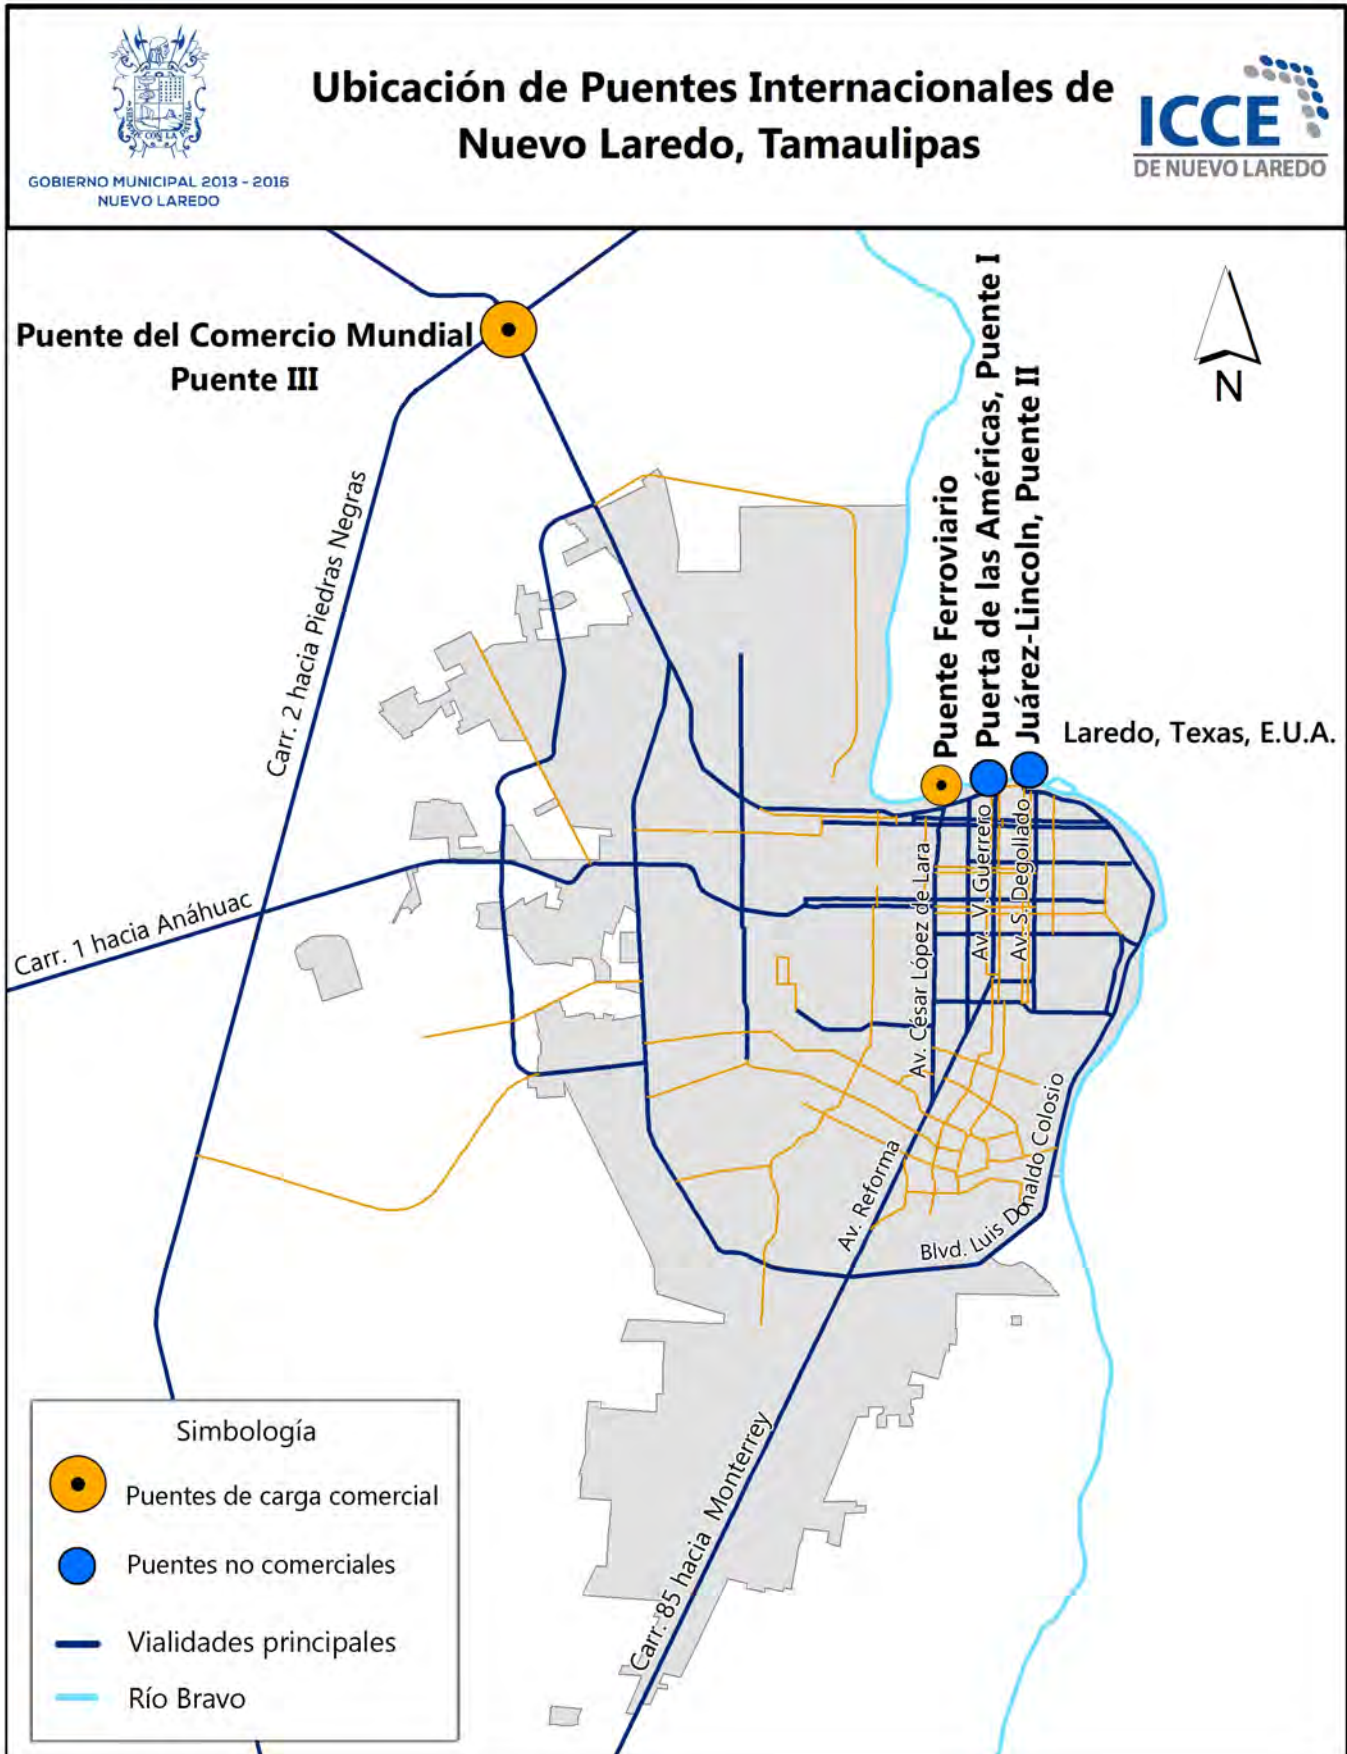 Ubicación de Puentes Internacionales de
Nuevo Laredo, Tamaulipas
SIEMPRE CON LA PATRIA
GOBIERNO MUNICIPAL 2013 - 2016
NUEVO LAREDO
ICCE
DE NUEVO LAREDO
Puente del Comercio Mundial
Puente III
N
Puente Ferroviario
Puerta de las Américas, Puente I
Juárez-Lincoln, Puente II
Laredo, Texas, E.U.A.
Carr. 2 hacia Piedras Negras
Carr. 1 hacia Anáhuac
Av. César López de Lara
Av. V. Guerrero
Av. S. Degollado
Av. Reforma
Blvd. Luis Donaldo Colosio
Carr. 85 hacia Monterrey
Simbología
Puentes de carga comercial
Puentes no comerciales
Vialidades principales
Río Bravo